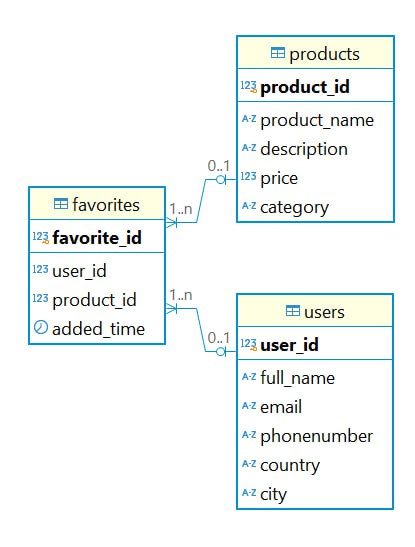 products
123 product_id
A-Z product_name
A-Z description
123 price
A-Z category
0..1
1..n
favorites
123 favorite_id
123 user_id
123 product_id
added_time
1..n
0..1
users
123 user_id
A-Z full_name
A-Z email
A-Z phonenumber
A-Z country
A-Z city